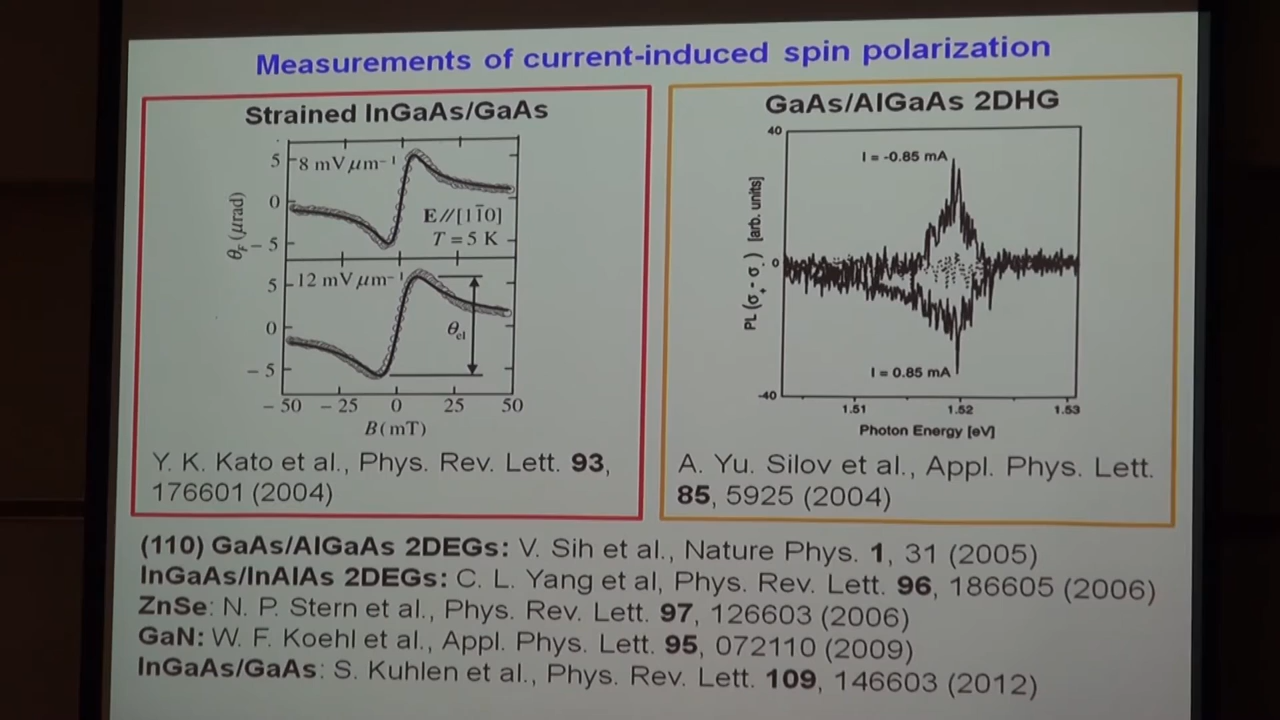 Measurements of current-induced spin polarization
Strained InGaAs/GaAs
5
8 mV μm⁻¹
0
E//[11̄0]
T = 5 K
− 5
θF (μrad)
5
12 mV μm⁻¹
0
θel
− 5
− 50 − 25 0 25 50
B (mT)
Y. K. Kato et al., Phys. Rev. Lett. 93,
176601 (2004)
GaAs/AlGaAs 2DHG
40
I = -0.85 mA
PL (σ+ - σ-) [arb. units]
0
I = 0.85 mA
-40
1.51 1.52 1.53
Photon Energy [eV]
A. Yu. Silov et al., Appl. Phys. Lett.
85, 5925 (2004)
(110) GaAs/AlGaAs 2DEGs: V. Sih et al., Nature Phys. 1, 31 (2005)
InGaAs/InAlAs 2DEGs: C. L. Yang et al, Phys. Rev. Lett. 96, 186605 (2006)
ZnSe: N. P. Stern et al., Phys. Rev. Lett. 97, 126603 (2006)
GaN: W. F. Koehl et al., Appl. Phys. Lett. 95, 072110 (2009)
InGaAs/GaAs: S. Kuhlen et al., Phys. Rev. Lett. 109, 146603 (2012)